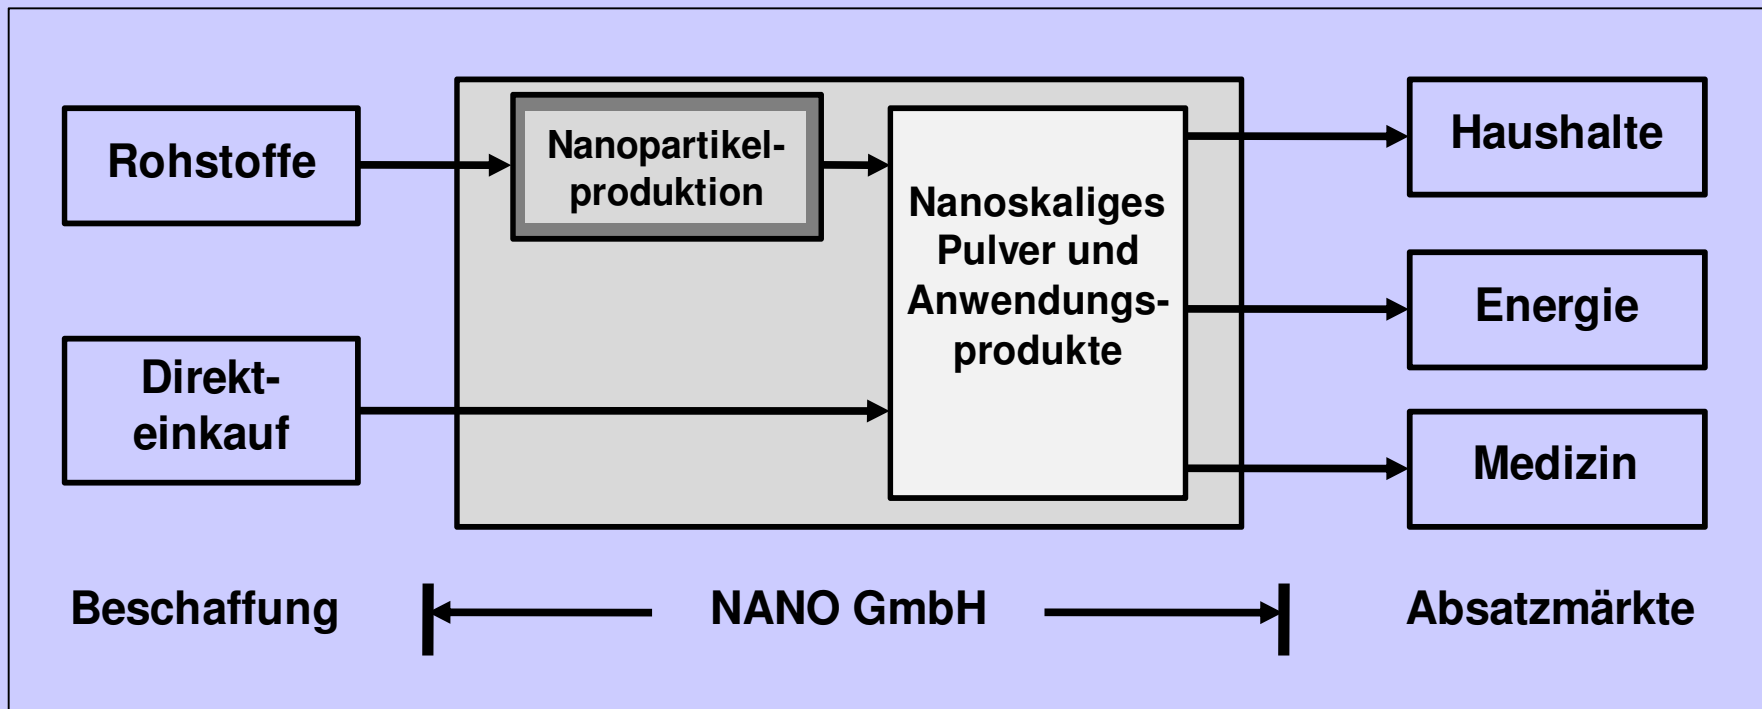 Rohstoffe
Nanopartikel-
produktion
Nanoskaliges
Pulver und
Anwendungs-
produkte
Haushalte
Direkt-
einkauf
Energie
Medizin
Beschaffung
NANO GmbH
Absatzmärkte